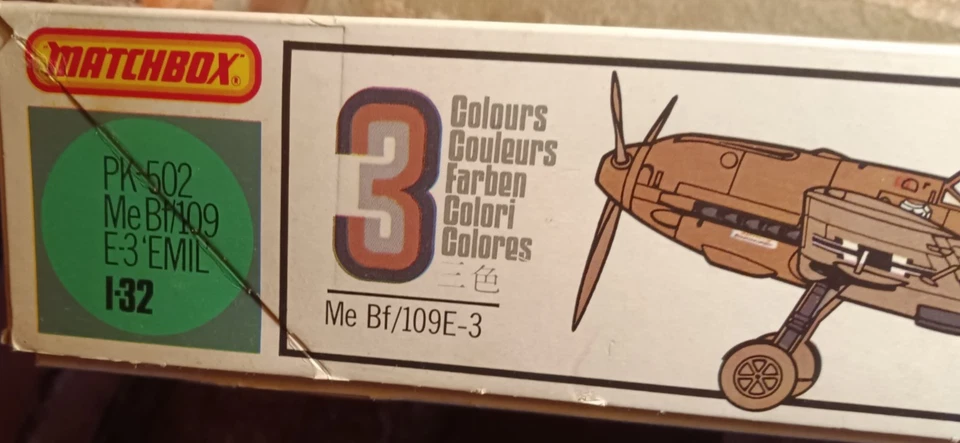 MATCHBOX®
PK-502
Me Bf/109
E-3 'EMIL'
1-32
3
Colours
Couleurs
Farben
Colori
Colores
三色
Me Bf/109E-3